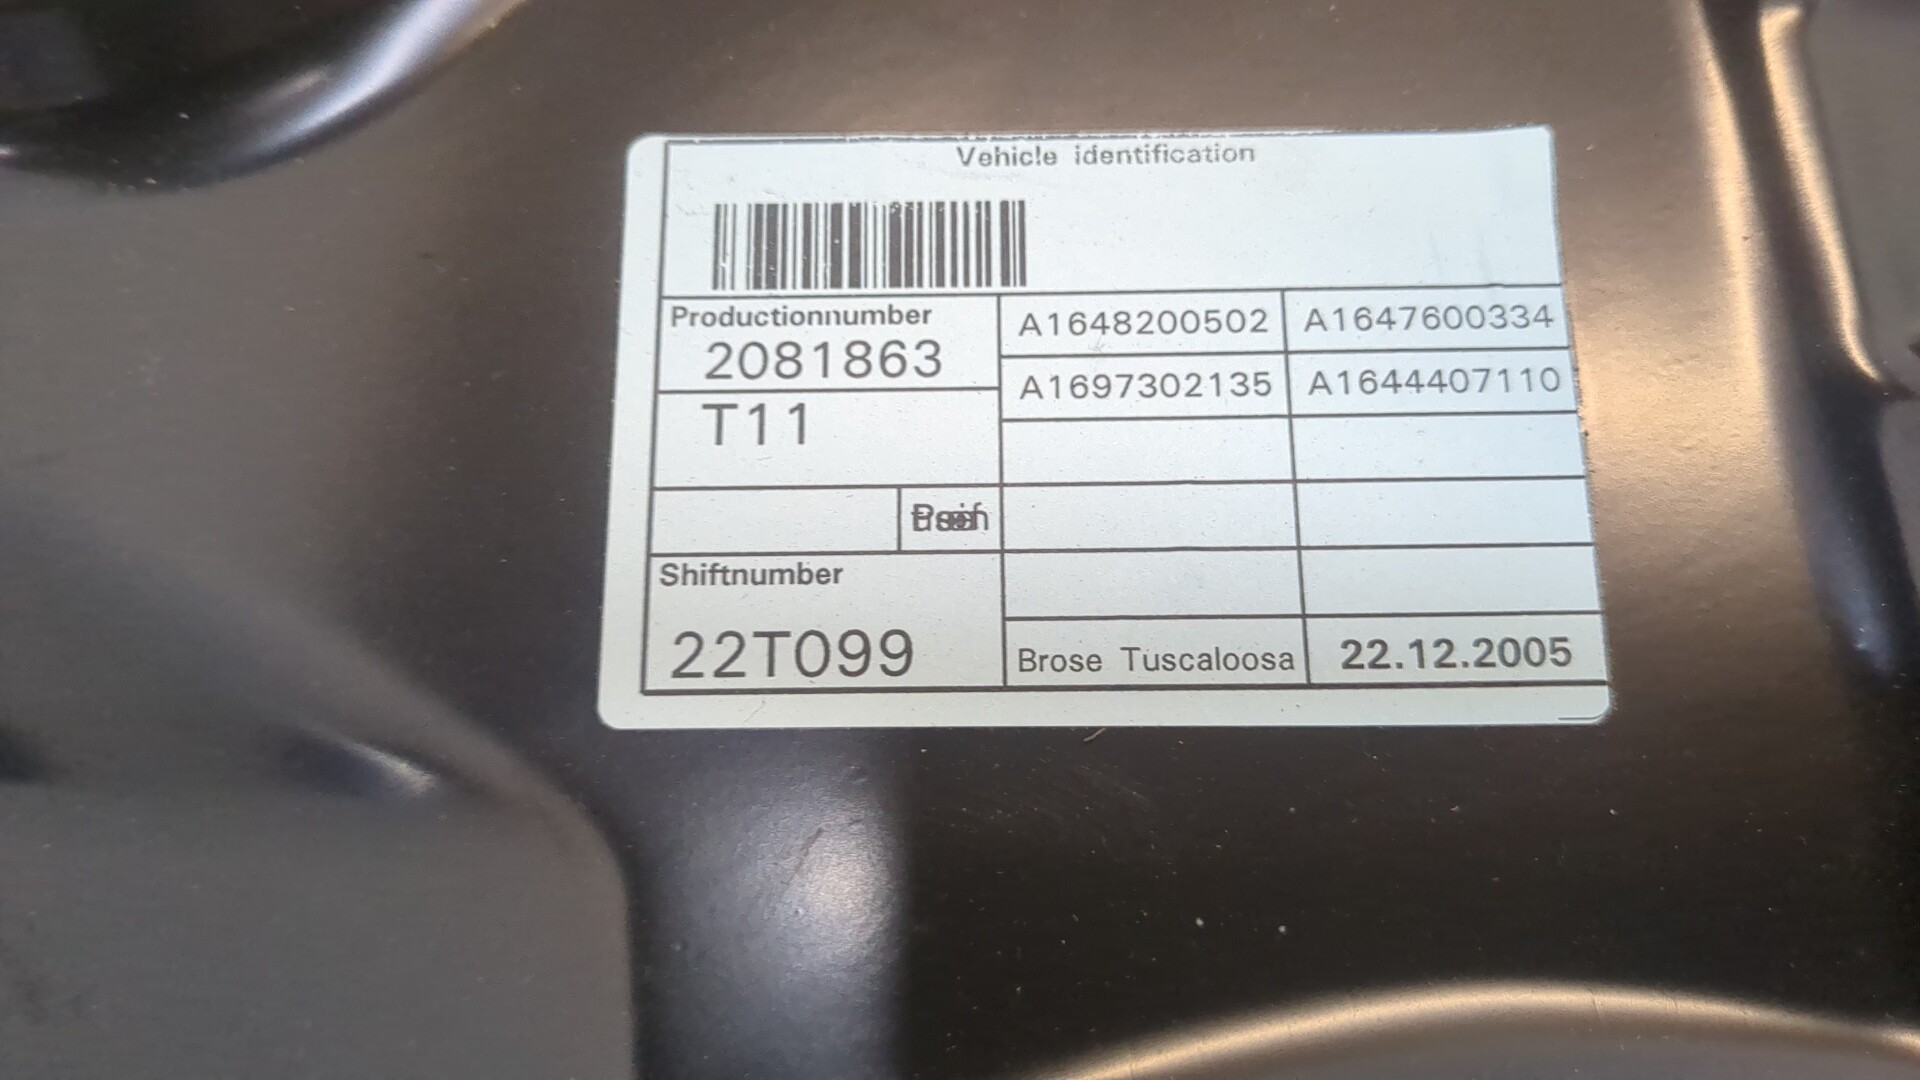 Vehicle identification
Productionnumber
2081863
A1648200502
A1647600334
A1697302135
A1644407110
T11
Shiftnumber
22T099
Brose Tuscaloosa
22.12.2005